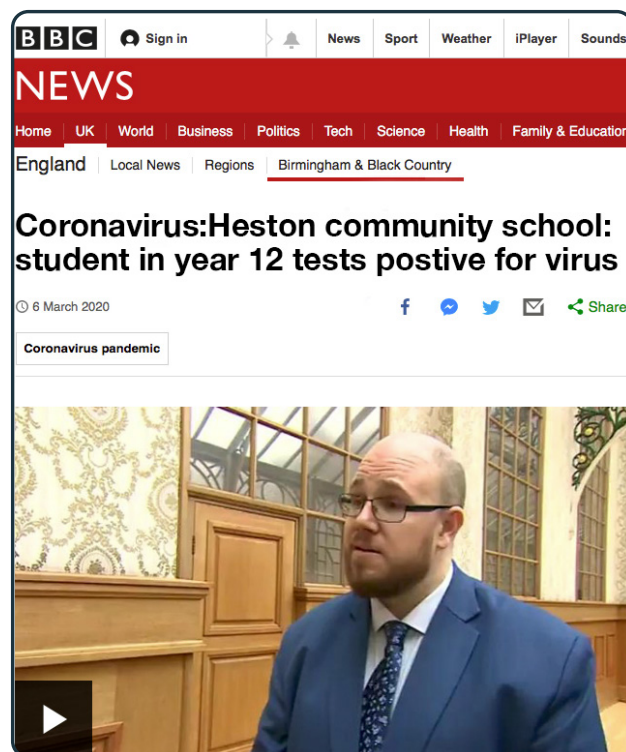 BBC Sign in News Sport Weather iPlayer Sounds
NEWS
Home UK World Business Politics Tech Science Health Family & Education
England Local News Regions Birmingham & Black Country
Coronavirus:Heston community school:
student in year 12 tests postive for virus
6 March 2020 f Share
Coronavirus pandemic